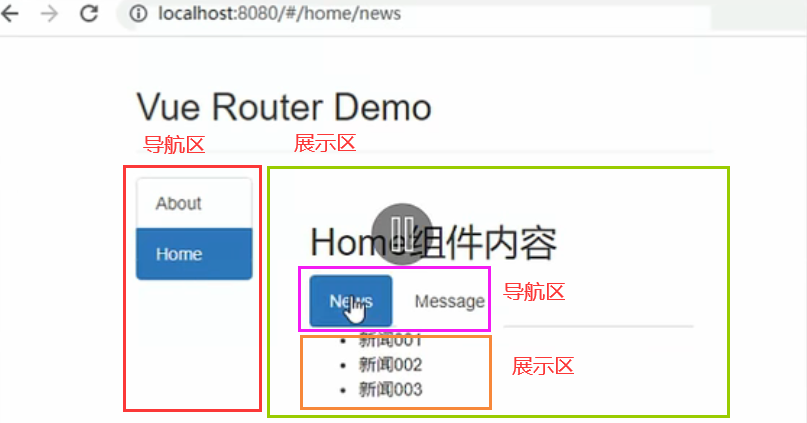 localhost:8080/#/home/news
Vue Router Demo
导航区
展示区
About
Home
Home组件内容
News
Message
导航区
新闻001
新闻002
新闻003
展示区